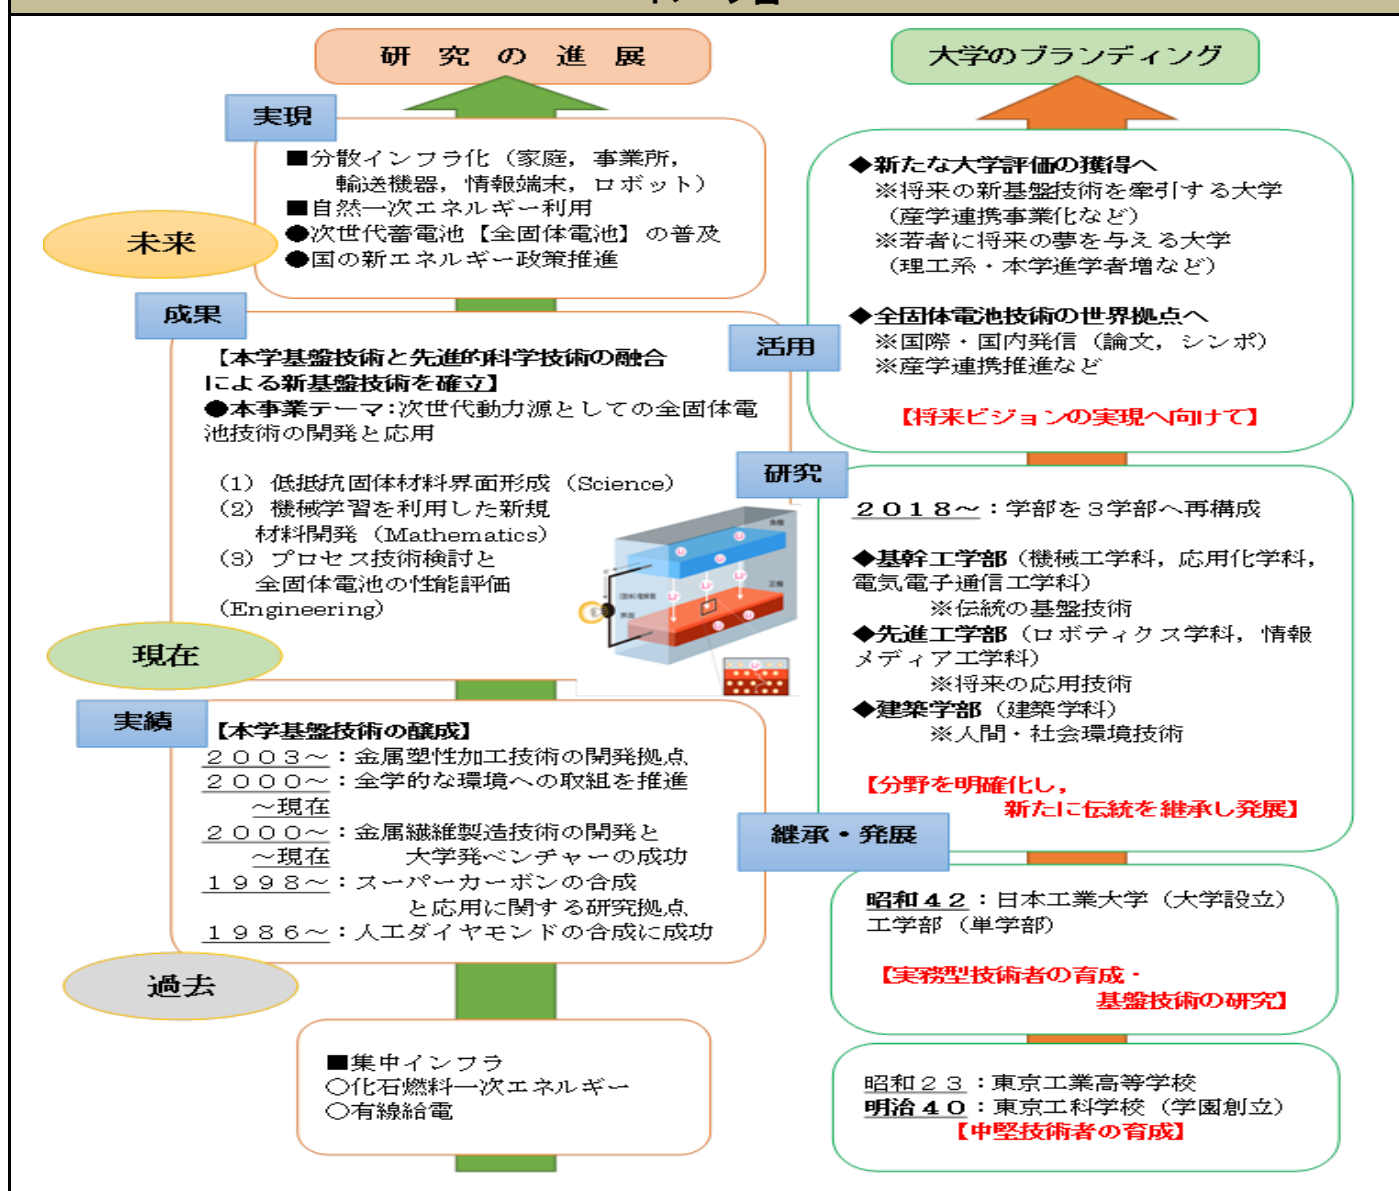 研究の進展
実現
■分散インフラ化（家庭，事業所，
輸送機器，情報端末，ロボット）
■自然一次エネルギー利用
●次世代蓄電池【全固体電池】の普及
●国の新エネルギー政策推進
未来
成果
【本学基盤技術と先進的科学技術の融合
による新基盤技術を確立】
●本事業テーマ：次世代動力源としての全固体電
池技術の開発と応用
(1) 低抵抗固体材料界面形成（Science）
(2) 機械学習を利用した新規
材料開発（Mathematics）
(3) プロセス技術検討と
全固体電池の性能評価
(Engineering)
負極
正極
現在
実績
【本学基盤技術の醸成】
２００３～：金属塑性加工技術の開発拠点
２０００～：全学的な環境への取組を推進
～現在
２０００～：金属繊維製造技術の開発と
～現在　大学発ベンチャーの成功
１９９８～：スーパーカーボンの合成
と応用に関する研究拠点
１９８６～：人工ダイヤモンドの合成に成功
過去
■集中インフラ
○化石燃料一次エネルギー
○有線給電
大学のブランディング
◆新たな大学評価の獲得へ
※将来の新基盤技術を牽引する大学
（産学連携事業化など）
※若者に将来の夢を与える大学
（理工系・本学進学者増など）
◆全固体電池技術の世界拠点へ
※国際・国内発信（論文，シンポ）
※産学連携推進など
【将来ビジョンの実現へ向けて】
活用
研究
２０１８～：学部を３学部へ再構成
◆基幹工学部（機械工学科，応用化学科，
電気電子通信工学科）
※伝統の基盤技術
◆先進工学部（ロボティクス学科，情報
メディア工学科）
※将来の応用技術
◆建築学部（建築学科）
※人間・社会環境技術
【分野を明確化し，
新たに伝統を継承し発展】
継承・発展
昭和４２：日本工業大学（大学設立）
工学部（単学部）
【実務型技術者の育成・
基盤技術の研究】
昭和２３：東京工業高等学校
明治４０：東京工科学校（学園創立）
【中堅技術者の育成】